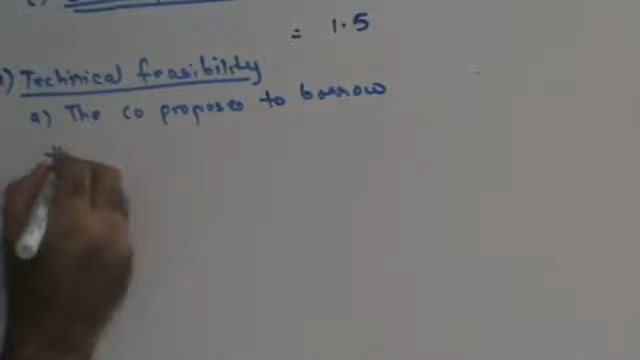 = 1.5
) Technical feasibility
a) The co proposes to borrow